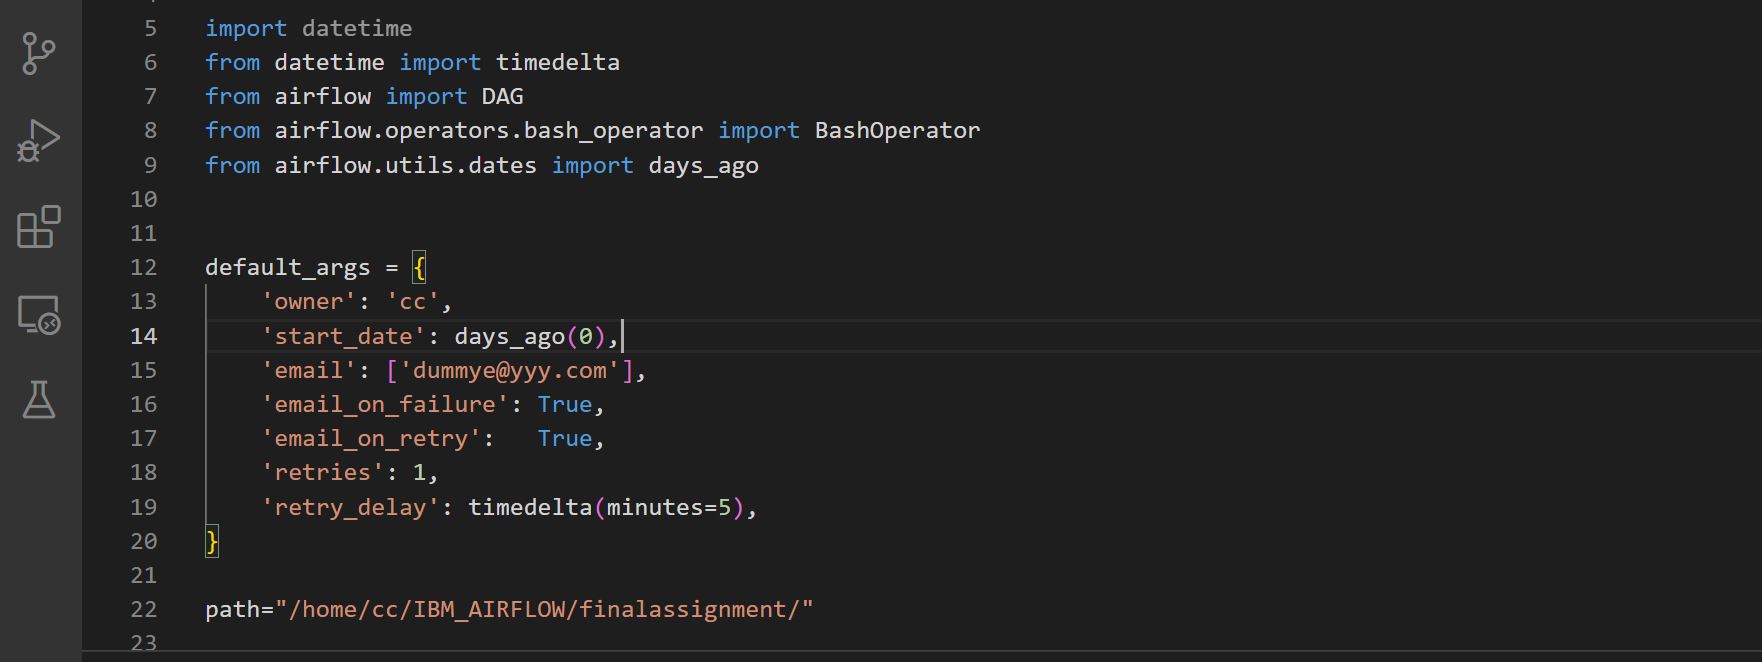 5 import datetime
6 from datetime import timedelta
7 from airflow import DAG
8 from airflow.operators.bash_operator import BashOperator
9 from airflow.utils.dates import days_ago
10
11
12 default_args = {
13     'owner': 'cc',
14     'start_date': days_ago(0),
15     'email': ['dummye@yyy.com'],
16     'email_on_failure': True,
17     'email_on_retry':   True,
18     'retries': 1,
19     'retry_delay': timedelta(minutes=5),
20 }
21
22 path="/home/cc/IBM_AIRFLOW/finalassignment/"
23